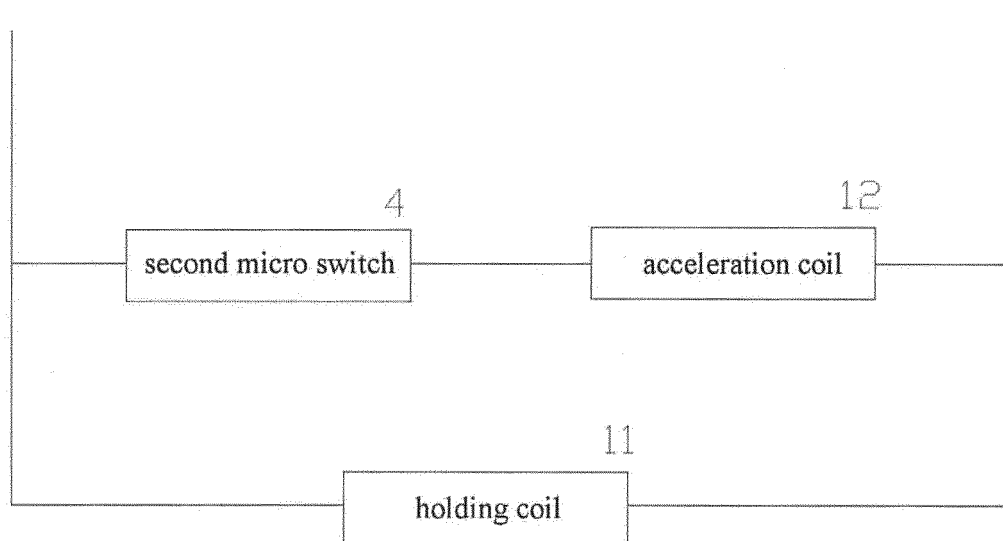 4
12
second micro switch
acceleration coil
11
holding coil